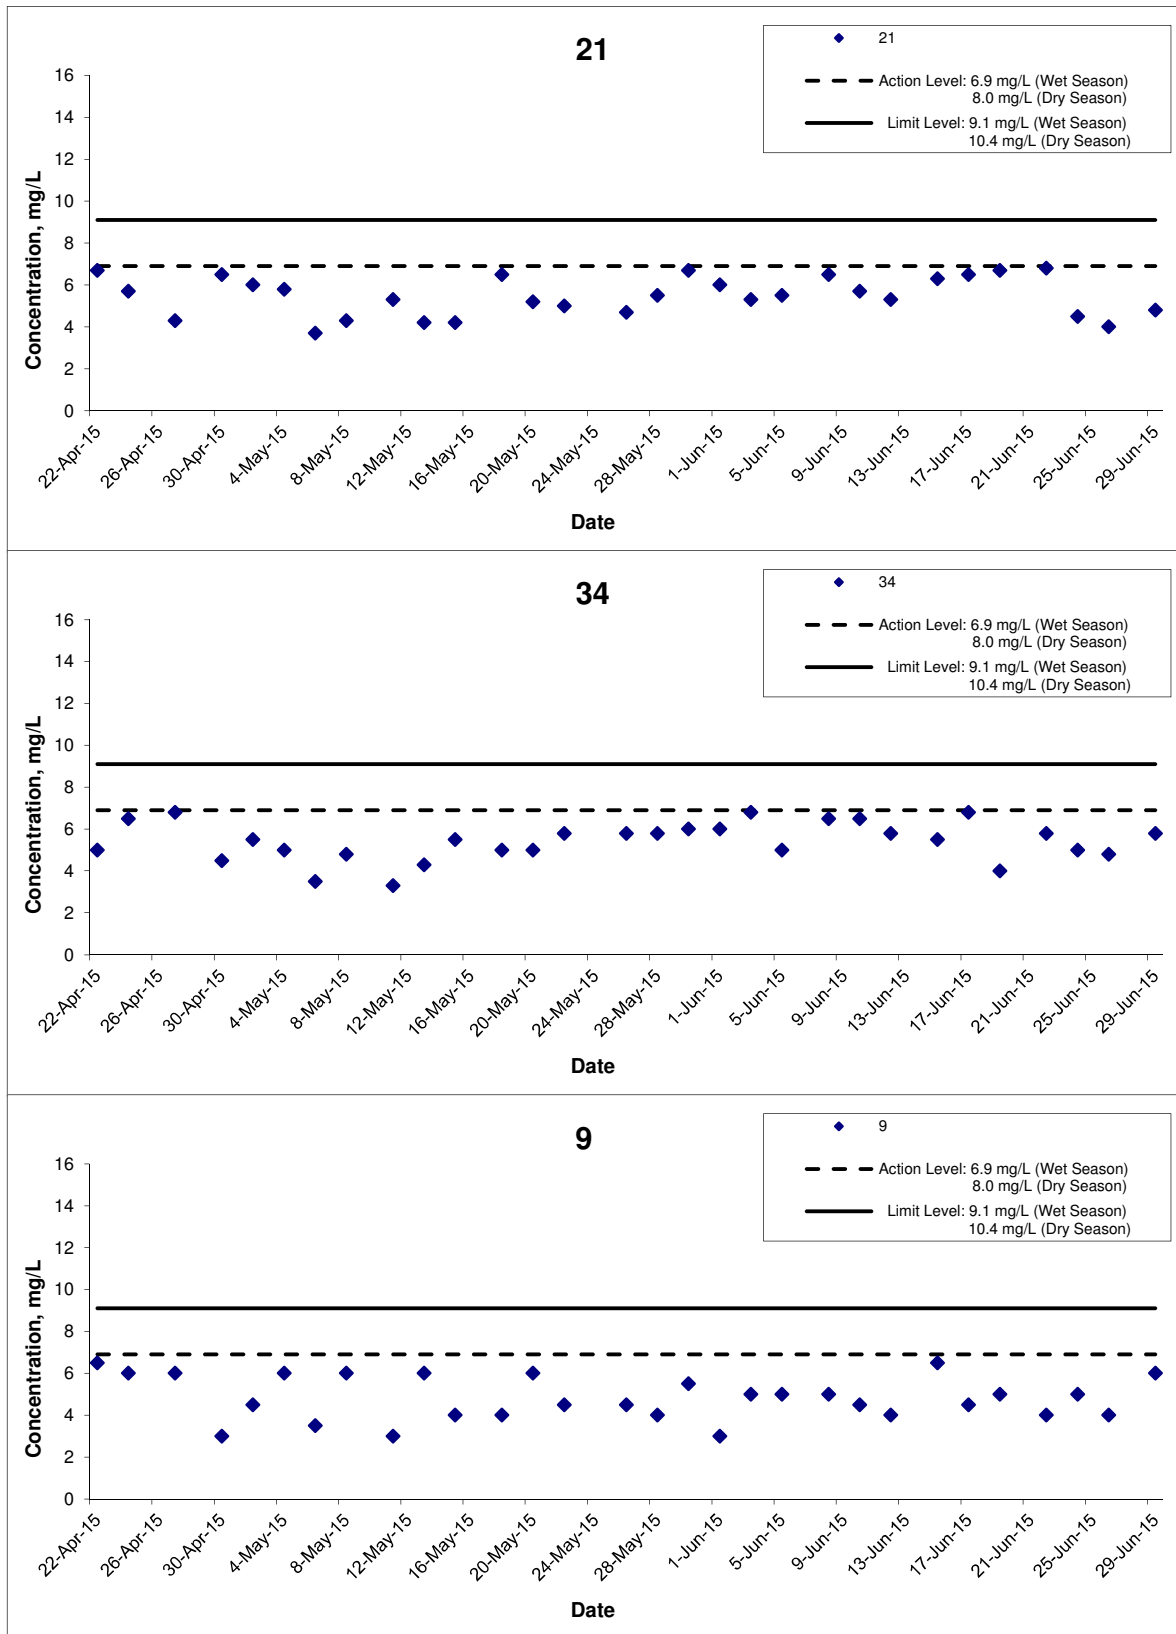 21
21
Action Level: 6.9 mg/L (Wet Season)
8.0 mg/L (Dry Season)
Limit Level: 9.1 mg/L (Wet Season)
10.4 mg/L (Dry Season)
Concentration, mg/L
16
14
12
10
8
6
4
2
0
22-Apr-15
26-Apr-15
30-Apr-15
4-May-15
8-May-15
12-May-15
16-May-15
20-May-15
24-May-15
28-May-15
1-Jun-15
5-Jun-15
9-Jun-15
13-Jun-15
17-Jun-15
21-Jun-15
25-Jun-15
29-Jun-15
Date
34
34
Action Level: 6.9 mg/L (Wet Season)
8.0 mg/L (Dry Season)
Limit Level: 9.1 mg/L (Wet Season)
10.4 mg/L (Dry Season)
Concentration, mg/L
16
14
12
10
8
6
4
2
0
22-Apr-15
26-Apr-15
30-Apr-15
4-May-15
8-May-15
12-May-15
16-May-15
20-May-15
24-May-15
28-May-15
1-Jun-15
5-Jun-15
9-Jun-15
13-Jun-15
17-Jun-15
21-Jun-15
25-Jun-15
29-Jun-15
Date
9
9
Action Level: 6.9 mg/L (Wet Season)
8.0 mg/L (Dry Season)
Limit Level: 9.1 mg/L (Wet Season)
10.4 mg/L (Dry Season)
Concentration, mg/L
16
14
12
10
8
6
4
2
0
22-Apr-15
26-Apr-15
30-Apr-15
4-May-15
8-May-15
12-May-15
16-May-15
20-May-15
24-May-15
28-May-15
1-Jun-15
5-Jun-15
9-Jun-15
13-Jun-15
17-Jun-15
21-Jun-15
25-Jun-15
29-Jun-15
Date